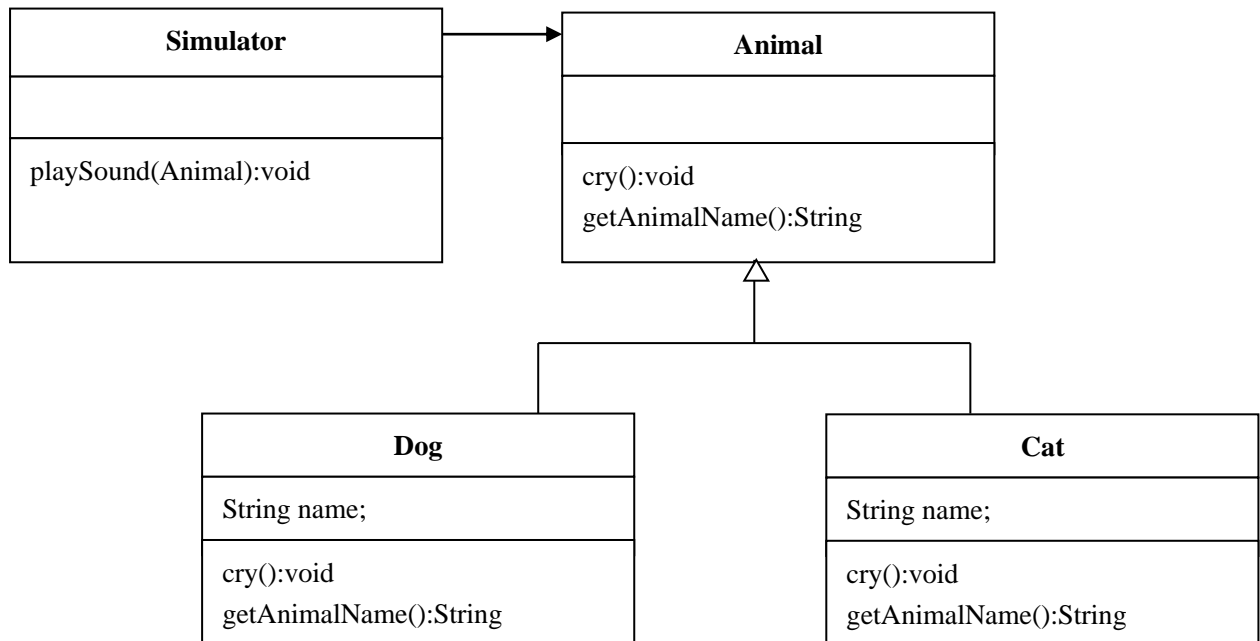 Simulator
playSound(Animal):void
Animal
cry():void
getAnimalName():String
Dog
String name;
cry():void
getAnimalName():String
Cat
String name;
cry():void
getAnimalName():String